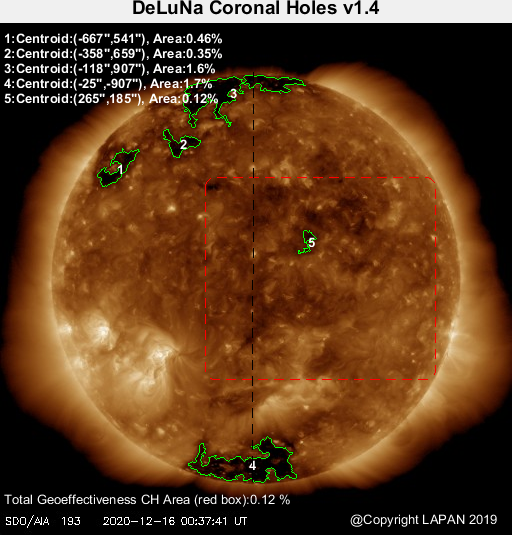 DeLuNa Coronal Holes v1.4
1:Centroid:(-667",541"), Area:0.46%
2:Centroid:(-358",659"), Area:0.35%
3:Centroid:(-118",907"), Area:1.6%
4:Centroid:(-25",-907"), Area:1.7%
5:Centroid:(265",185"), Area:0.12%
3
2
1
5
4
Total Geoeffectiveness CH Area (red box):0.12 %
SDO/AIA 193 2020-12-16 00:37:41 UT
@Copyright LAPAN 2019